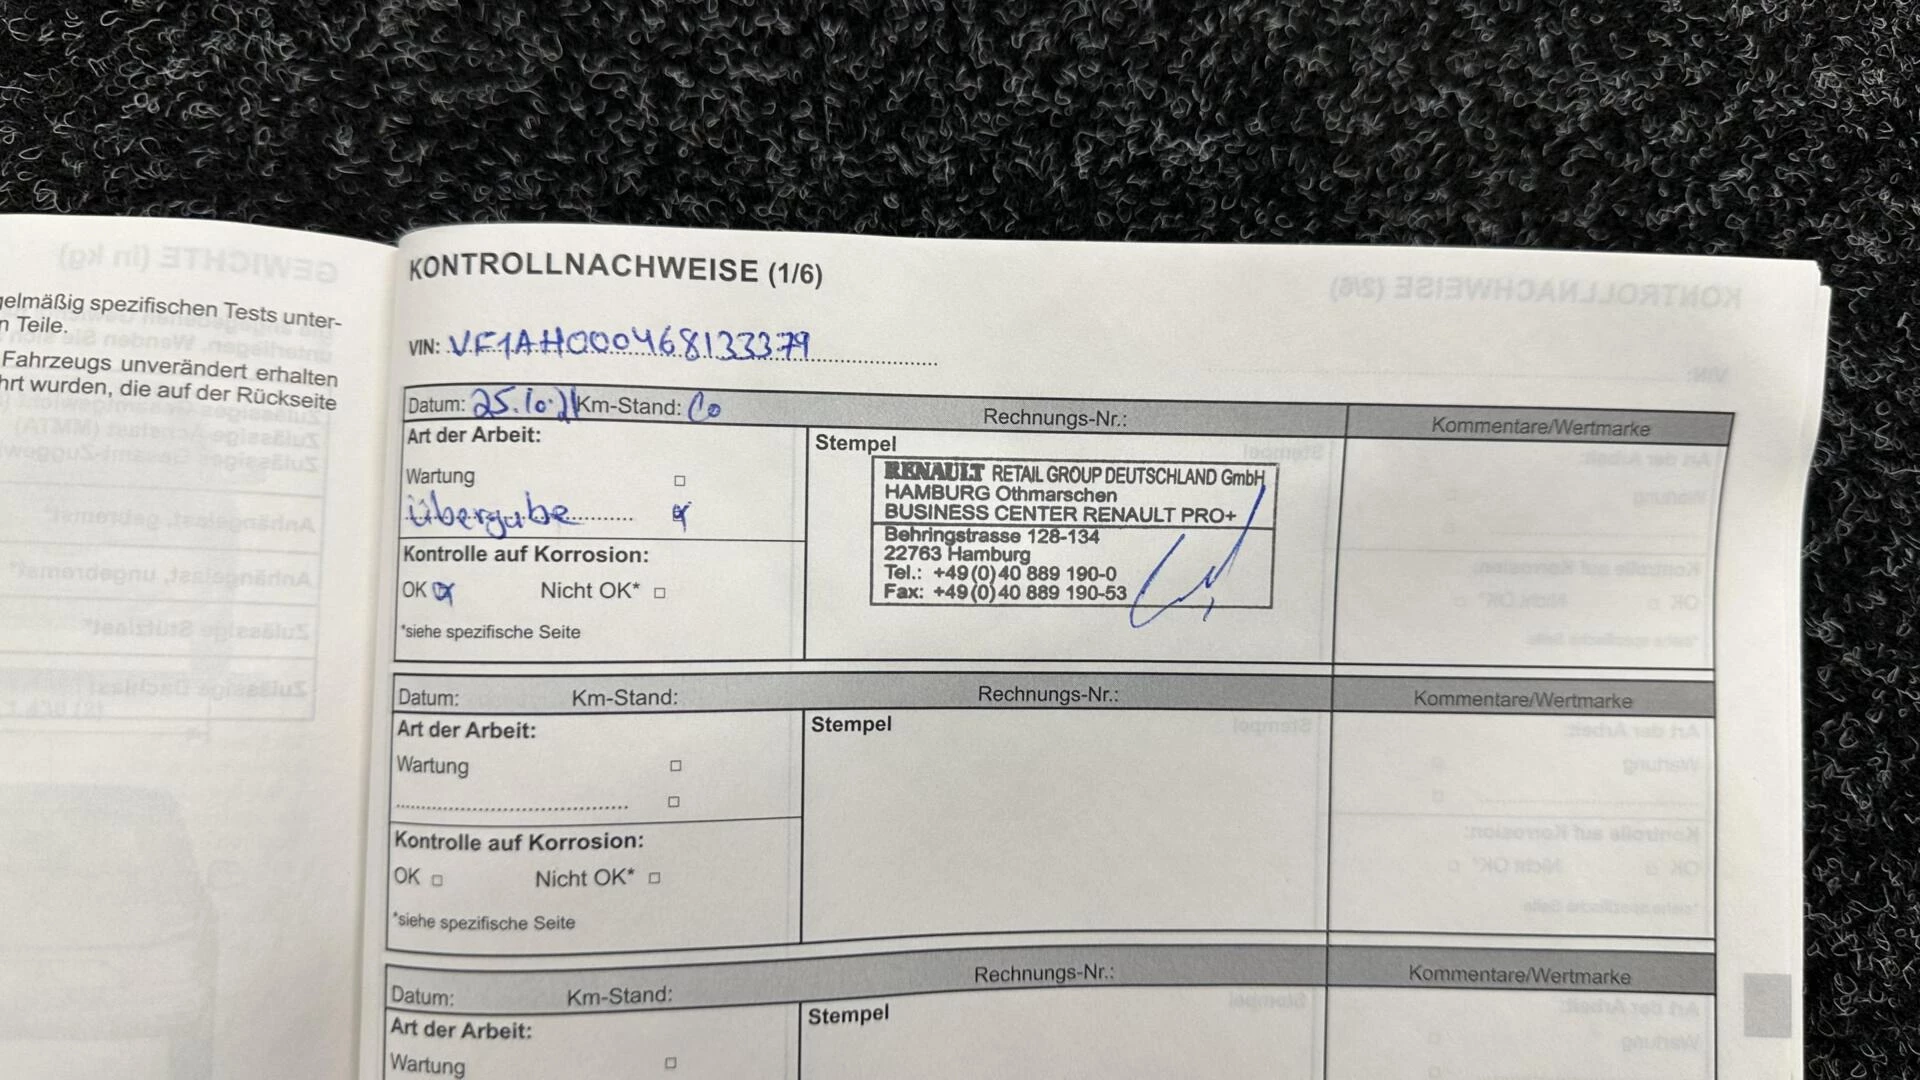 gelmäßig spezifischen Tests unter-
n Teile.
Fahrzeugs unverändert erhalten
hrt wurden, die auf der Rückseite
KONTROLLNACHWEISE (1/6)
VIN: VF1AH000468133379
Datum: 25.10.21 Km-Stand: Co Rechnungs-Nr.: Kommentare/Wertmarke
Art der Arbeit:
Wartung
Übergabe
Kontrolle auf Korrosion:
OK Nicht OK*
*siehe spezifische Seite
Stempel
RENAULT RETAIL GROUP DEUTSCHLAND GmbH
HAMBURG Othmarschen
BUSINESS CENTER RENAULT PRO+
Behringstrasse 128-134
22763 Hamburg
Tel.: +49(0)40 889 190-0
Fax: +49(0)40 889 190-53
Datum: Km-Stand: Rechnungs-Nr.: Kommentare/Wertmarke
Art der Arbeit:
Wartung
Kontrolle auf Korrosion:
OK Nicht OK*
*siehe spezifische Seite
Stempel
Datum: Km-Stand: Rechnungs-Nr.: Kommentare/Wertmarke
Art der Arbeit:
Wartung
Stempel